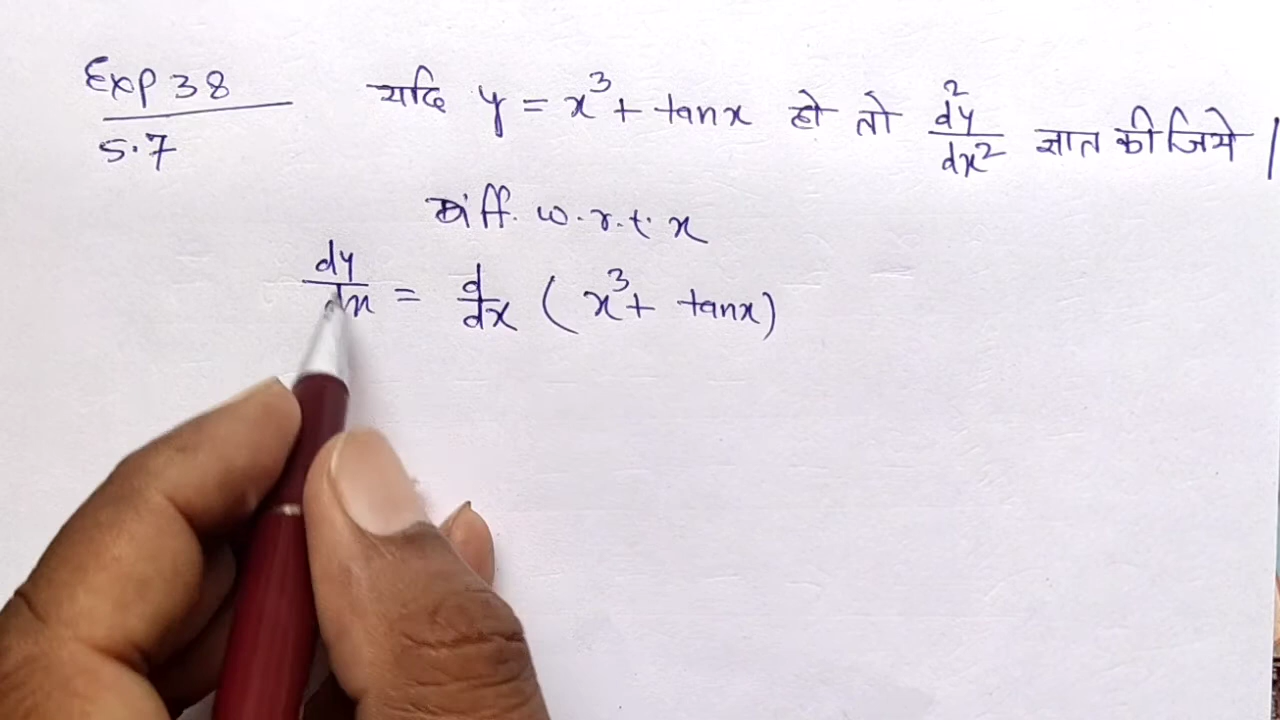 Exp 38 यदि y = x³ + tanx हो तो d²y/dx² ज्ञात कीजिये |
5.7
Diff. w.r.t. x
dy/dx = d/dx ( x³ + tanx)